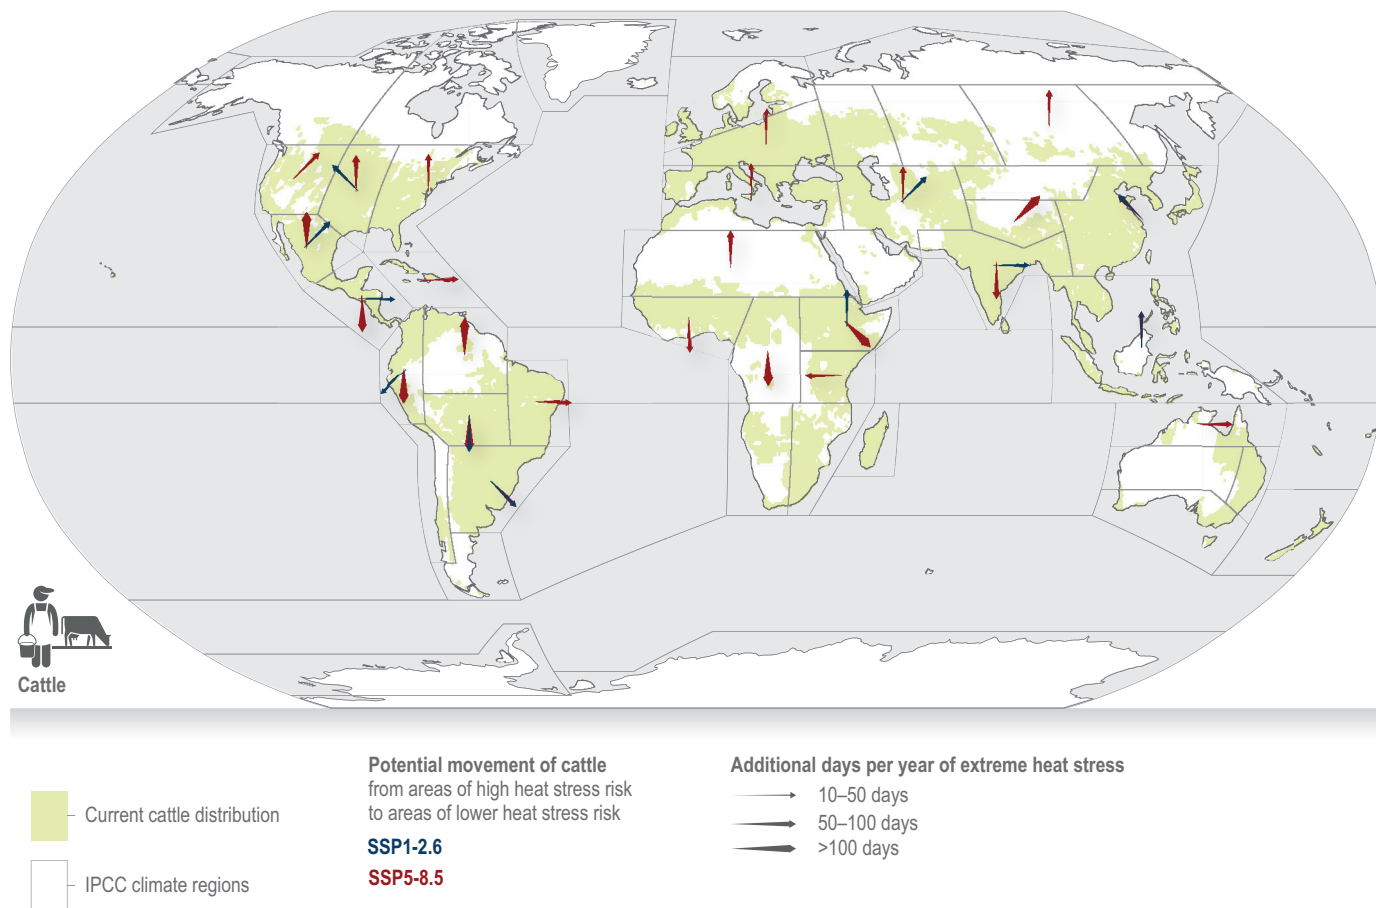 Cattle
Current cattle distribution
IPCC climate regions
Potential movement of cattle
from areas of high heat stress risk
to areas of lower heat stress risk
SSP1-2.6
SSP5-8.5
Additional days per year of extreme heat stress
10–50 days
50–100 days
>100 days